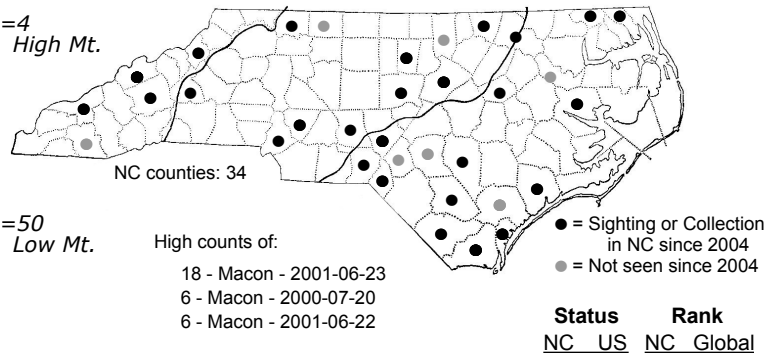 =4
High Mt.
NC counties: 34
=50
Low Mt.
High counts of:
18 - Macon - 2001-06-23
6 - Macon - 2000-07-20
6 - Macon - 2001-06-22
= Sighting or Collection
in NC since 2004
= Not seen since 2004
Status Rank
NC US NC Global